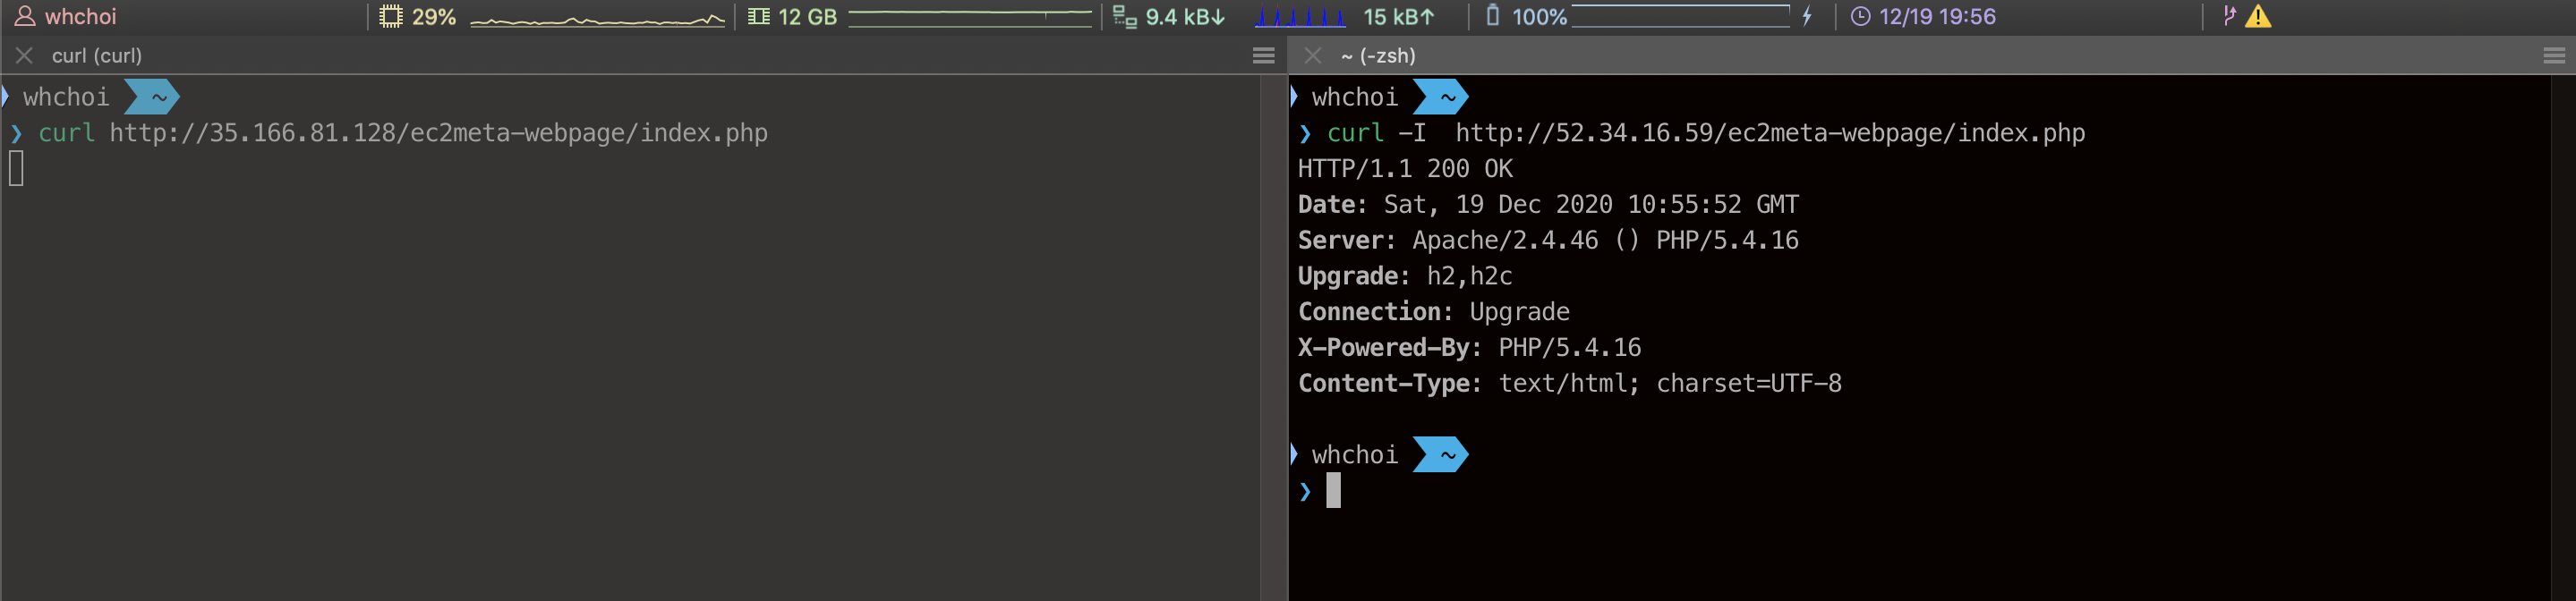 whchoi 29% 12 GB 9.4 kB↓ 15 kB↑ 100% 12/19 19:56
curl (curl)
whchoi ~
❯ curl http://35.166.81.128/ec2meta-webpage/index.php
~ (-zsh)
whchoi ~
❯ curl -I  http://52.34.16.59/ec2meta-webpage/index.php
HTTP/1.1 200 OK
Date: Sat, 19 Dec 2020 10:55:52 GMT
Server: Apache/2.4.46 () PHP/5.4.16
Upgrade: h2,h2c
Connection: Upgrade
X-Powered-By: PHP/5.4.16
Content-Type: text/html; charset=UTF-8
whchoi ~
❯